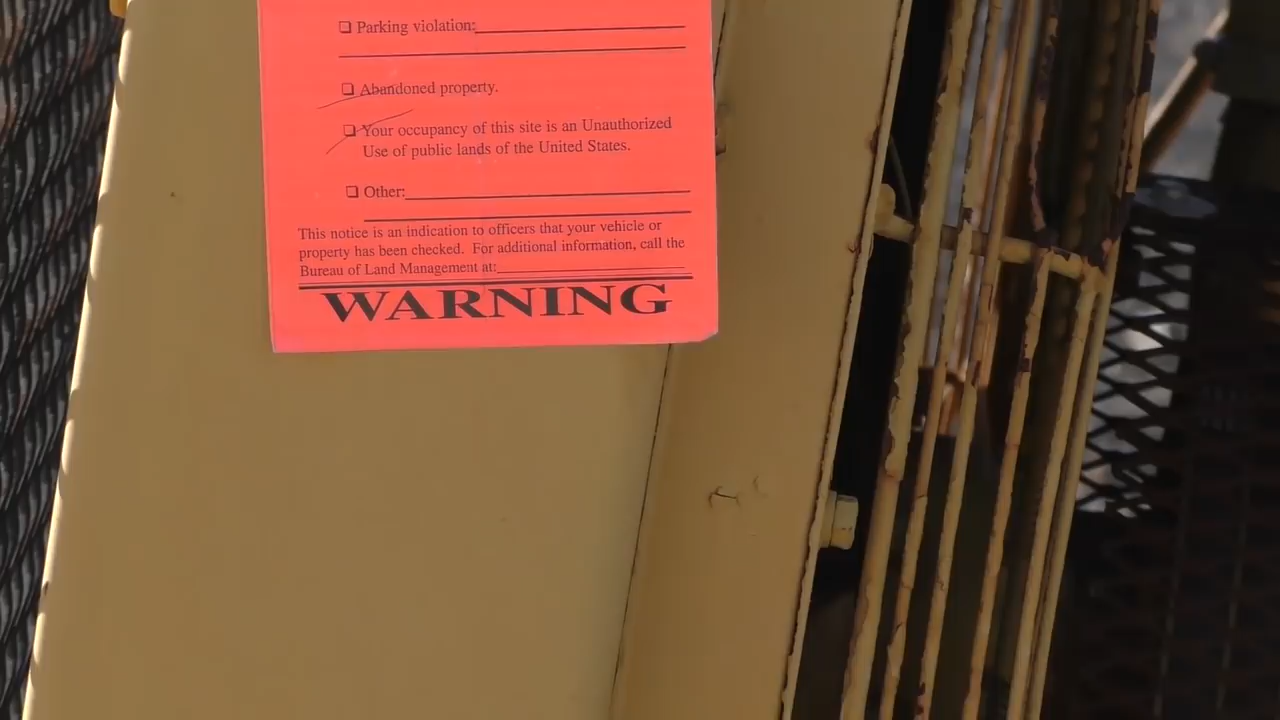 ❏ Parking violation:
❏ Abandoned property.
❏ Your occupancy of this site is an Unauthorized
Use of public lands of the United States.
❏ Other:
This notice is an indication to officers that your vehicle or
property has been checked. For additional information, call the
Bureau of Land Management at:
WARNING